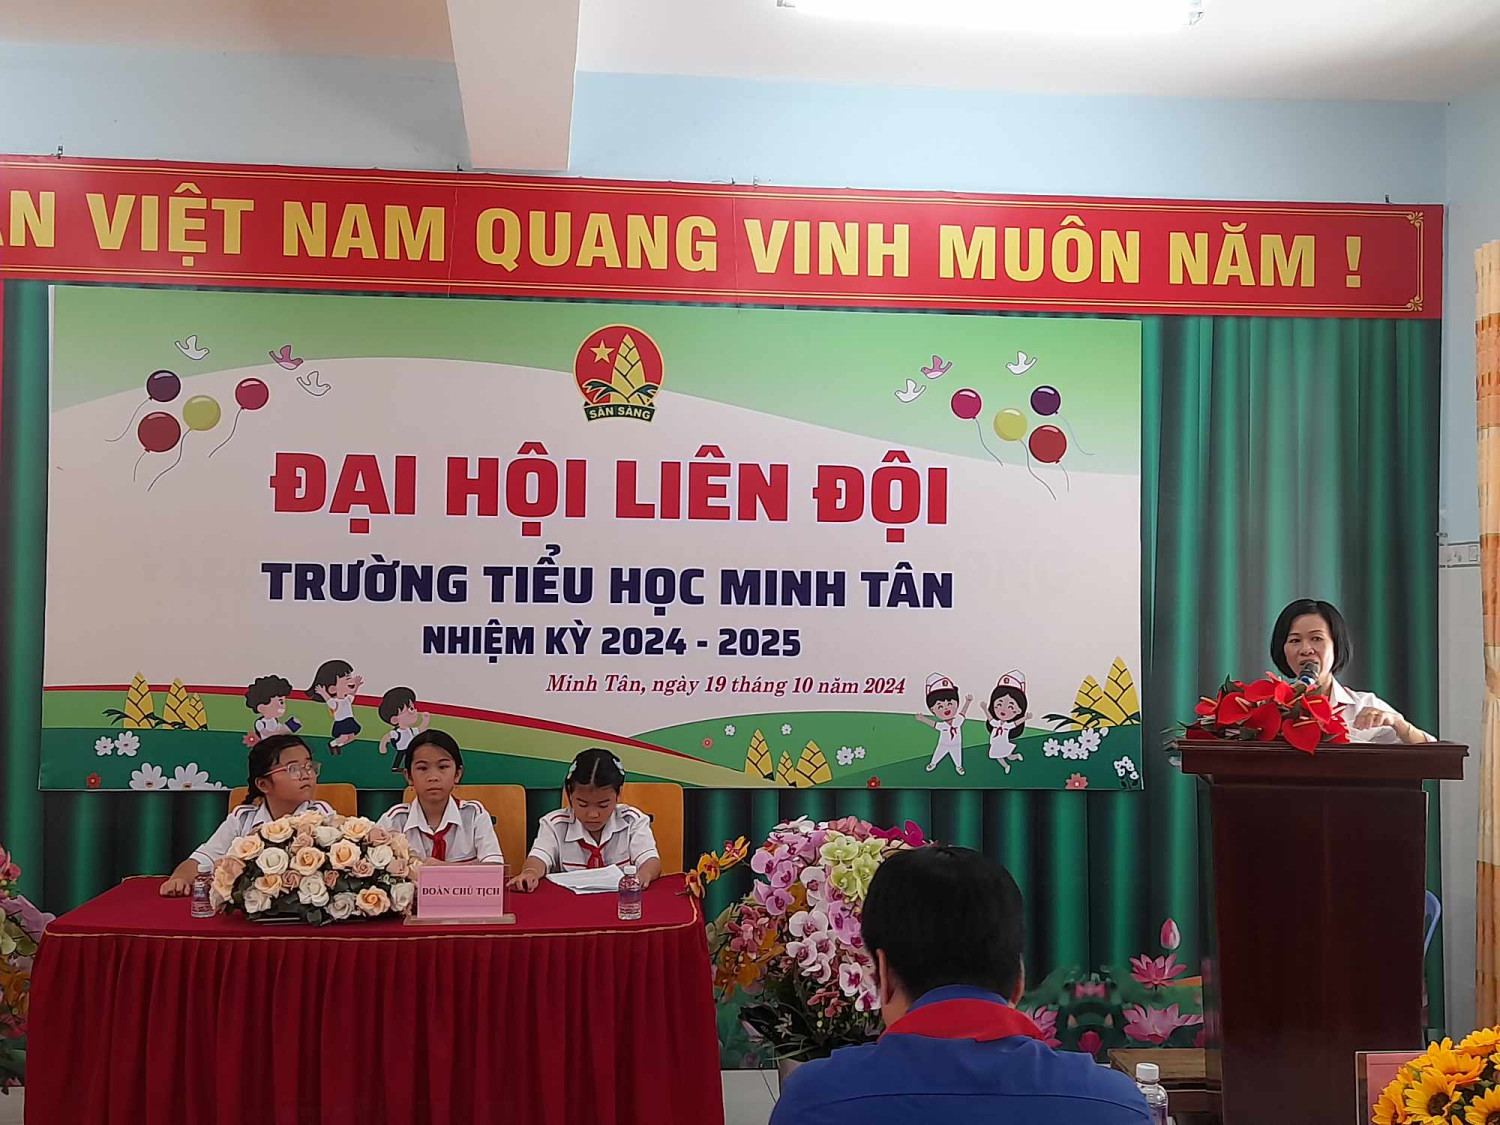 VIỆT NAM QUANG VINH MUÔN NĂM !
SẴN SÀNG
ĐẠI HỘI LIÊN ĐỘI
TRƯỜNG TIỂU HỌC MINH TÂN
NHIỆM KỲ 2024 - 2025
Minh Tân, ngày 19 tháng 10 năm 2024
ĐOÀN CHỦ TỊCH